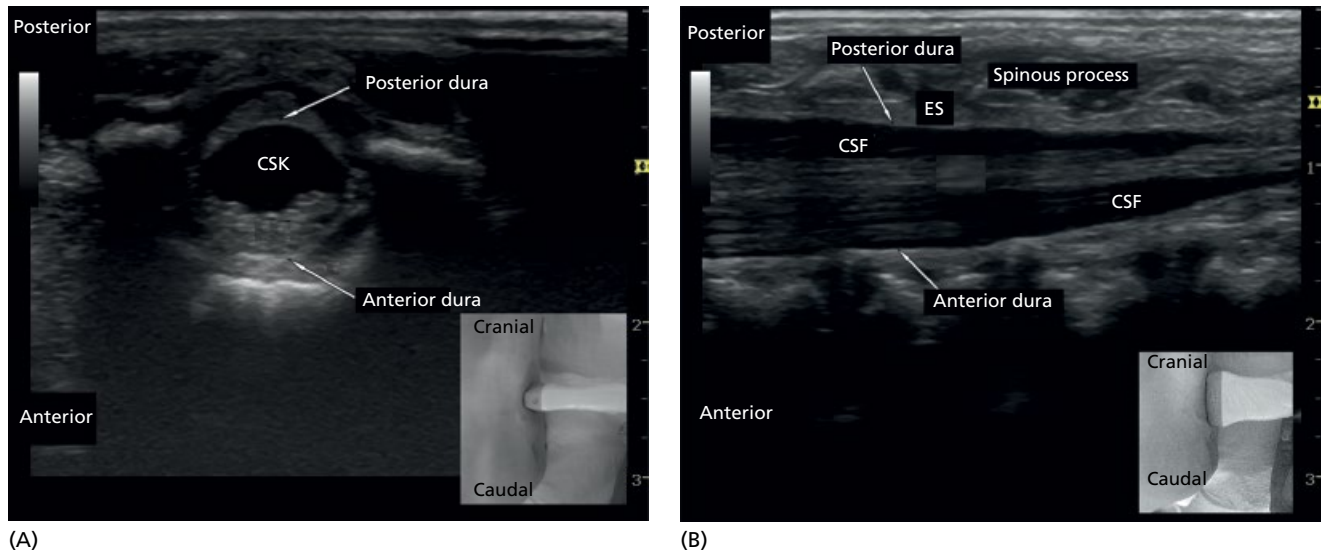 Posterior
Posterior dura
CSK
Anterior dura
Anterior
Cranial
Caudal
2
3
(A)
Posterior
Posterior dura
Spinous process
ES
CSF
CSF
Anterior dura
Anterior
Cranial
Caudal
1
2
3
(B)